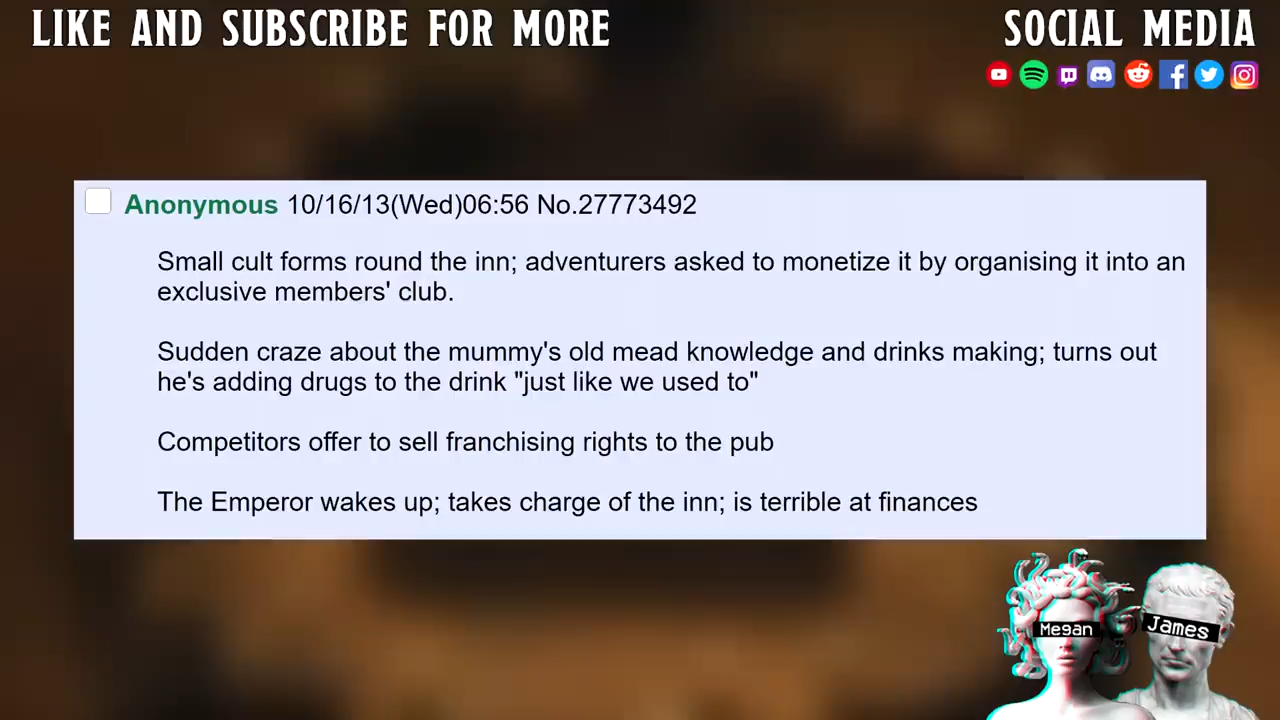 LIKE AND SUBSCRIBE FOR MORE
SOCIAL MEDIA
Anonymous 10/16/13(Wed)06:56 No.27773492
Small cult forms round the inn; adventurers asked to monetize it by organising it into an
exclusive members' club.
Sudden craze about the mummy's old mead knowledge and drinks making; turns out
he's adding drugs to the drink "just like we used to"
Competitors offer to sell franchising rights to the pub
The Emperor wakes up; takes charge of the inn; is terrible at finances
Megan
James